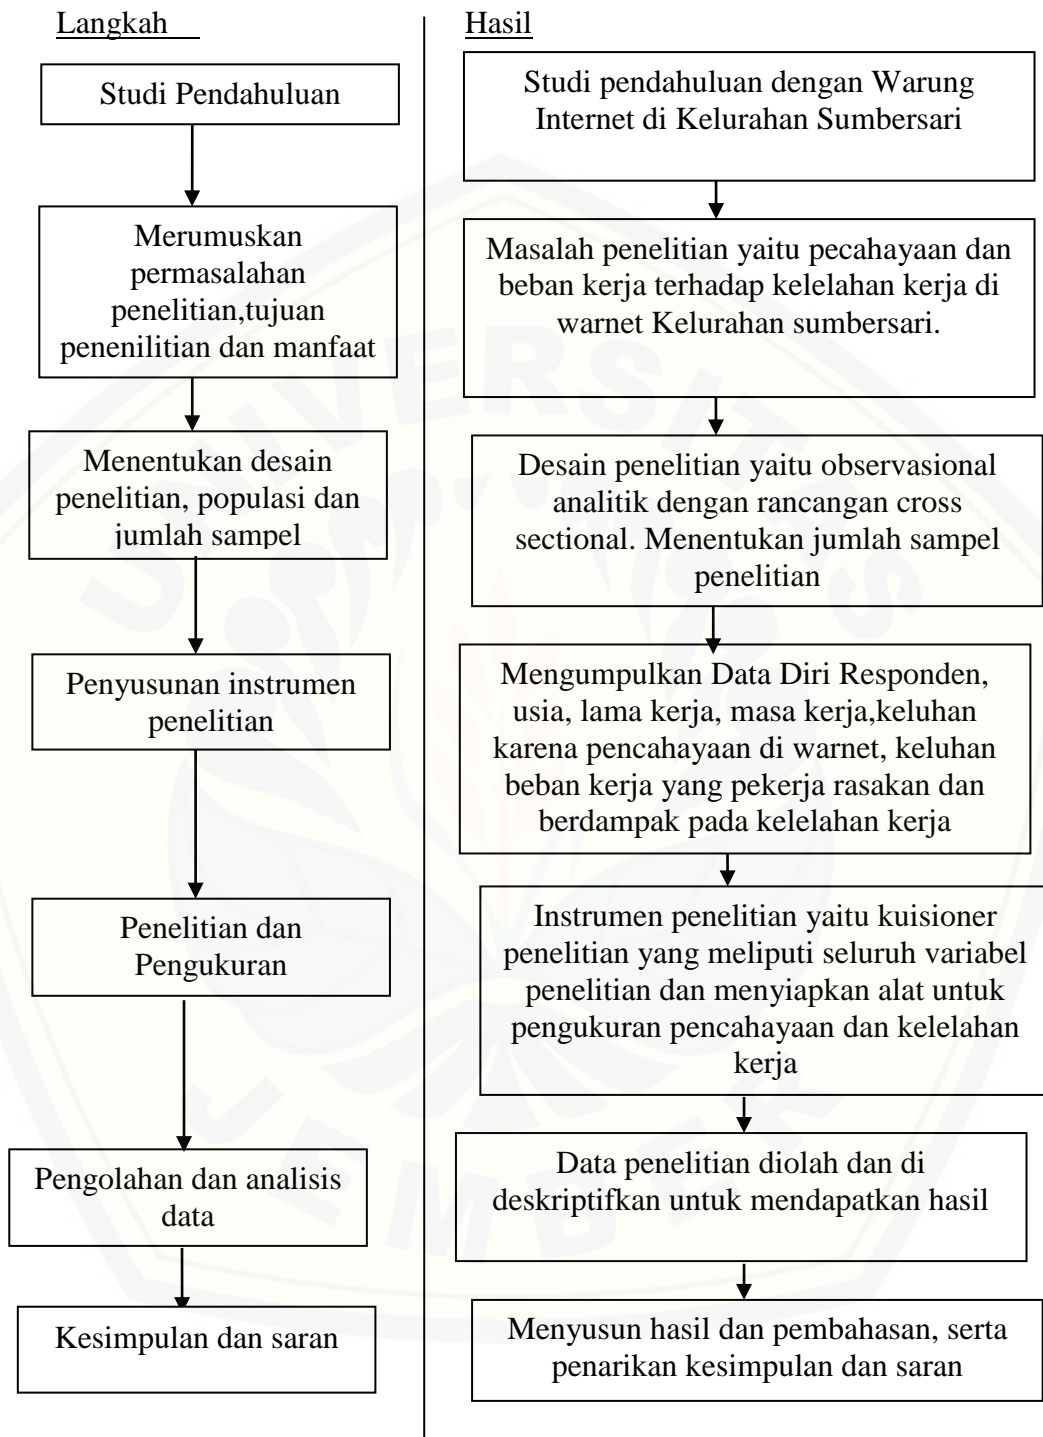 Langkah
Studi Pendahuluan
Merumuskan
permasalahan
penelitian,tujuan
penenilitian dan manfaat
Menentukan desain
penelitian, populasi dan
jumlah sampel
Penyusunan instrumen
penelitian
Penelitian dan
Pengukuran
Pengolahan dan analisis
data
Kesimpulan dan saran
Hasil
Studi pendahuluan dengan Warung
Internet di Kelurahan Sumbersari
Masalah penelitian yaitu pecahayaan dan
beban kerja terhadap kelelahan kerja di
warnet Kelurahan sumbersari.
Desain penelitian yaitu observasional
analitik dengan rancangan cross
sectional. Menentukan jumlah sampel
penelitian
Mengumpulkan Data Diri Responden,
usia, lama kerja, masa kerja,keluhan
karena pencahayaan di warnet, keluhan
beban kerja yang pekerja rasakan dan
berdampak pada kelelahan kerja
Instrumen penelitian yaitu kuisioner
penelitian yang meliputi seluruh variabel
penelitian dan menyiapkan alat untuk
pengukuran pencahayaan dan kelelahan
kerja
Data penelitian diolah dan di
deskriptifkan untuk mendapatkan hasil
Menyusun hasil dan pembahasan, serta
penarikan kesimpulan dan saran
UNIVERSITAS
JEMBER